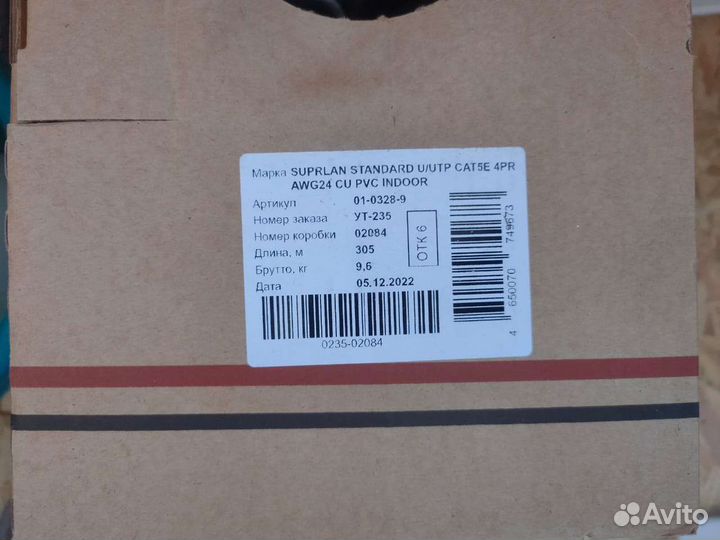 Марка SUPRLAN STANDARD U/UTP CAT5E 4PR
AWG24 CU PVC INDOOR
Артикул 01-0328-9
Номер заказа УТ-235
Номер коробки 02084
Длина, м 305
Брутто, кг 9,6
Дата 05.12.2022
ОТК 6
0235-02084
4 650070 749673
Avito